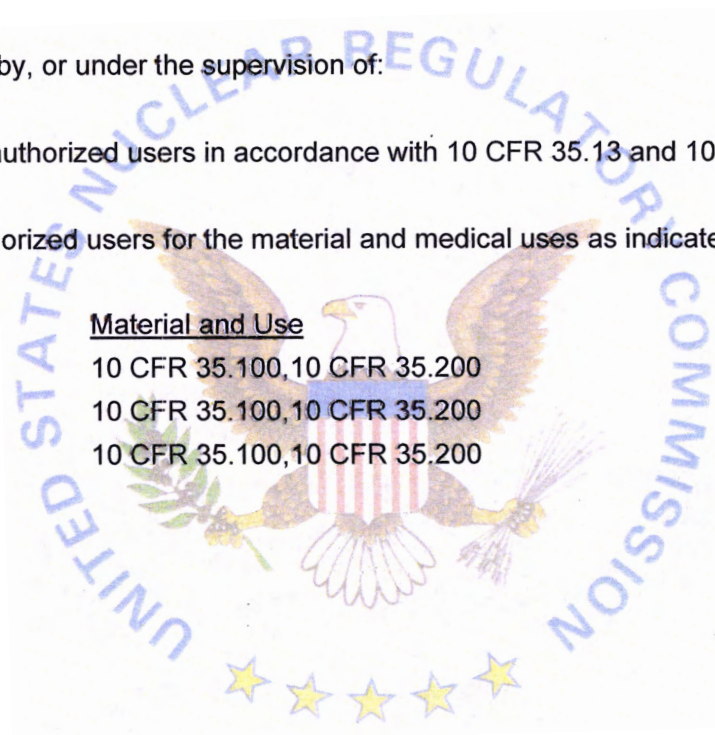 by, or under the supervision of:
authorized users in accordance with 10 CFR 35.13 and 10
orized users for the material and medical uses as indicate
Material and Use
10 CFR 35.100,10 CFR 35.200
10 CFR 35.100,10 CFR 35.200
10 CFR 35.100,10 CFR 35.200
UNITED STATES NUCLEAR REGULATORY COMMISSION